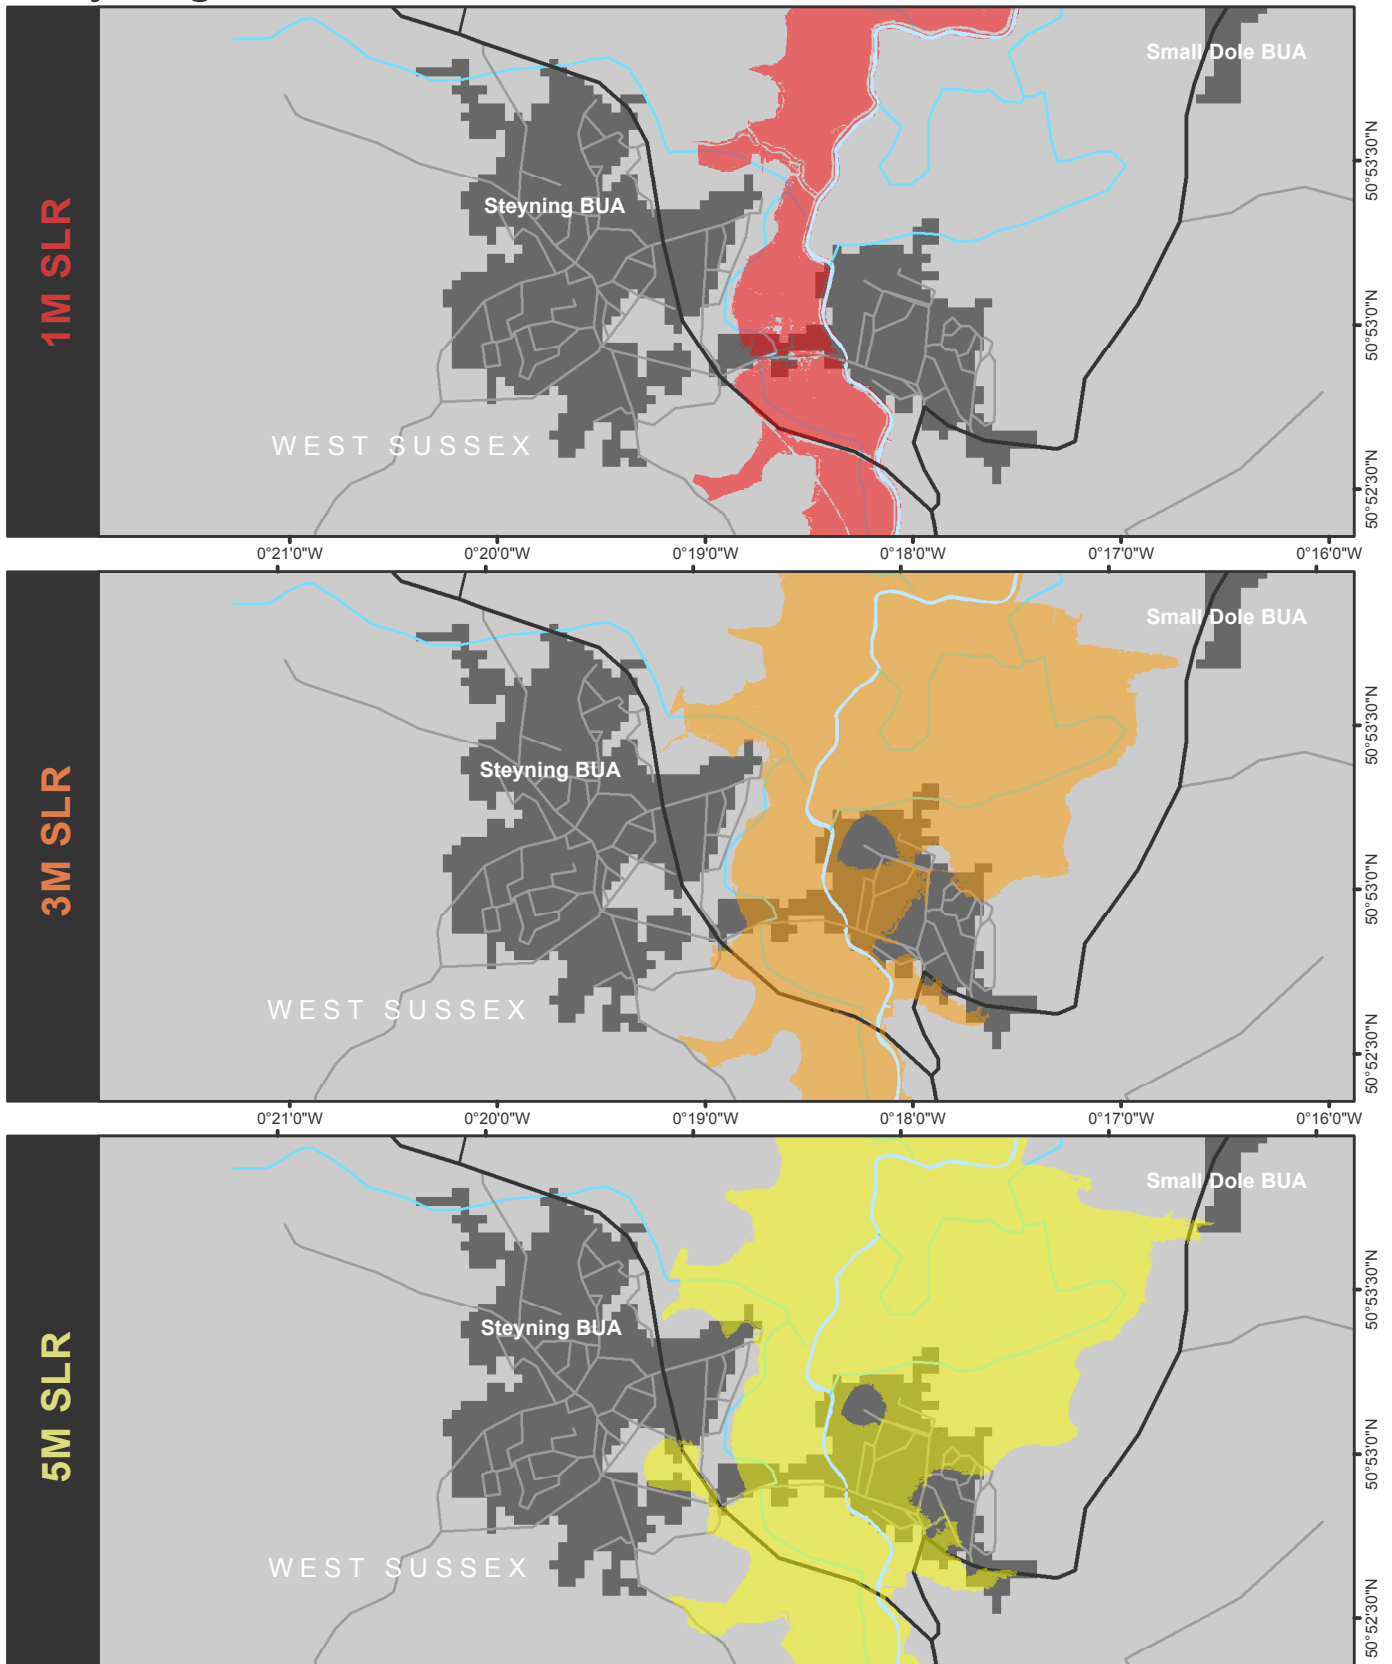 Small Dole BUA
50°53'30"N
Steyning BUA
1M SLR
50°53'0"N
WEST SUSSEX
50°52'30"N
0°21'0"W 0°20'0"W 0°19'0"W 0°18'0"W 0°17'0"W 0°16'0"W
Small Dole BUA
50°53'30"N
Steyning BUA
3M SLR
50°53'0"N
WEST SUSSEX
50°52'30"N
0°21'0"W 0°20'0"W 0°19'0"W 0°18'0"W 0°17'0"W 0°16'0"W
Small Dole BUA
50°53'30"N
Steyning BUA
5M SLR
50°53'0"N
WEST SUSSEX
50°52'30"N